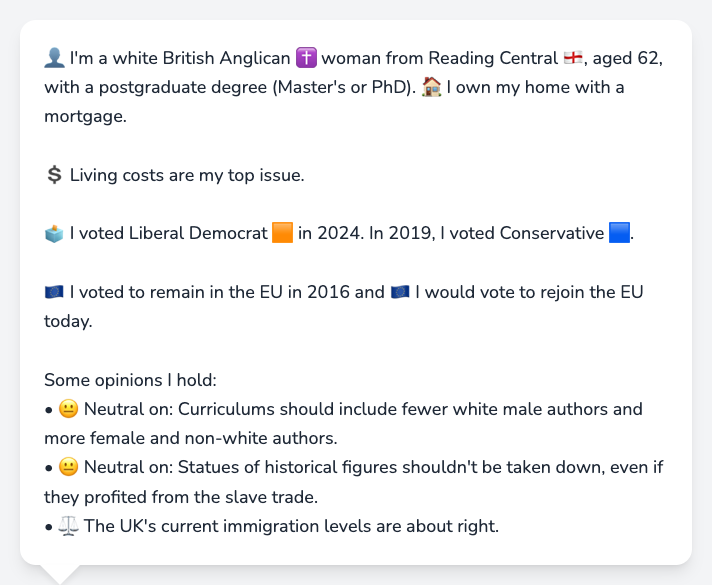 👤 I'm a white British Anglican ✝️ woman from Reading Central 🏴󠁧󠁢󠁥󠁮󠁧󠁿, aged 62,
with a postgraduate degree (Master's or PhD). 🏠 I own my home with a
mortgage.
💲 Living costs are my top issue.
🗳️ I voted Liberal Democrat 🟧 in 2024. In 2019, I voted Conservative 🟦.
🇪🇺 I voted to remain in the EU in 2016 and 🇪🇺 I would vote to rejoin the EU
today.
Some opinions I hold:
• 😐 Neutral on: Curriculums should include fewer white male authors and
more female and non-white authors.
• 😐 Neutral on: Statues of historical figures shouldn't be taken down, even if
they profited from the slave trade.
• ⚖️ The UK's current immigration levels are about right.